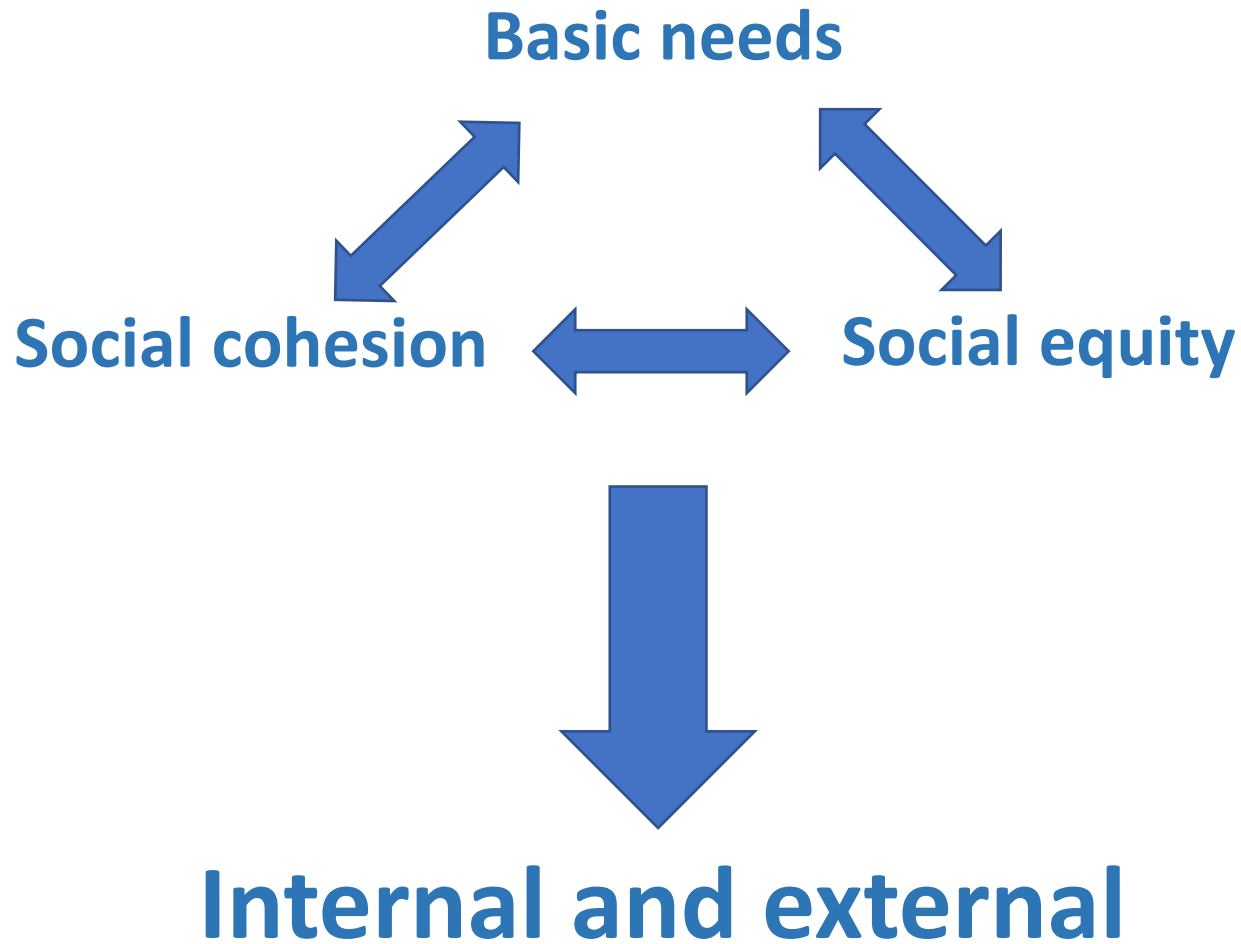 Basic needs
Social cohesion
Social equity
Internal and external